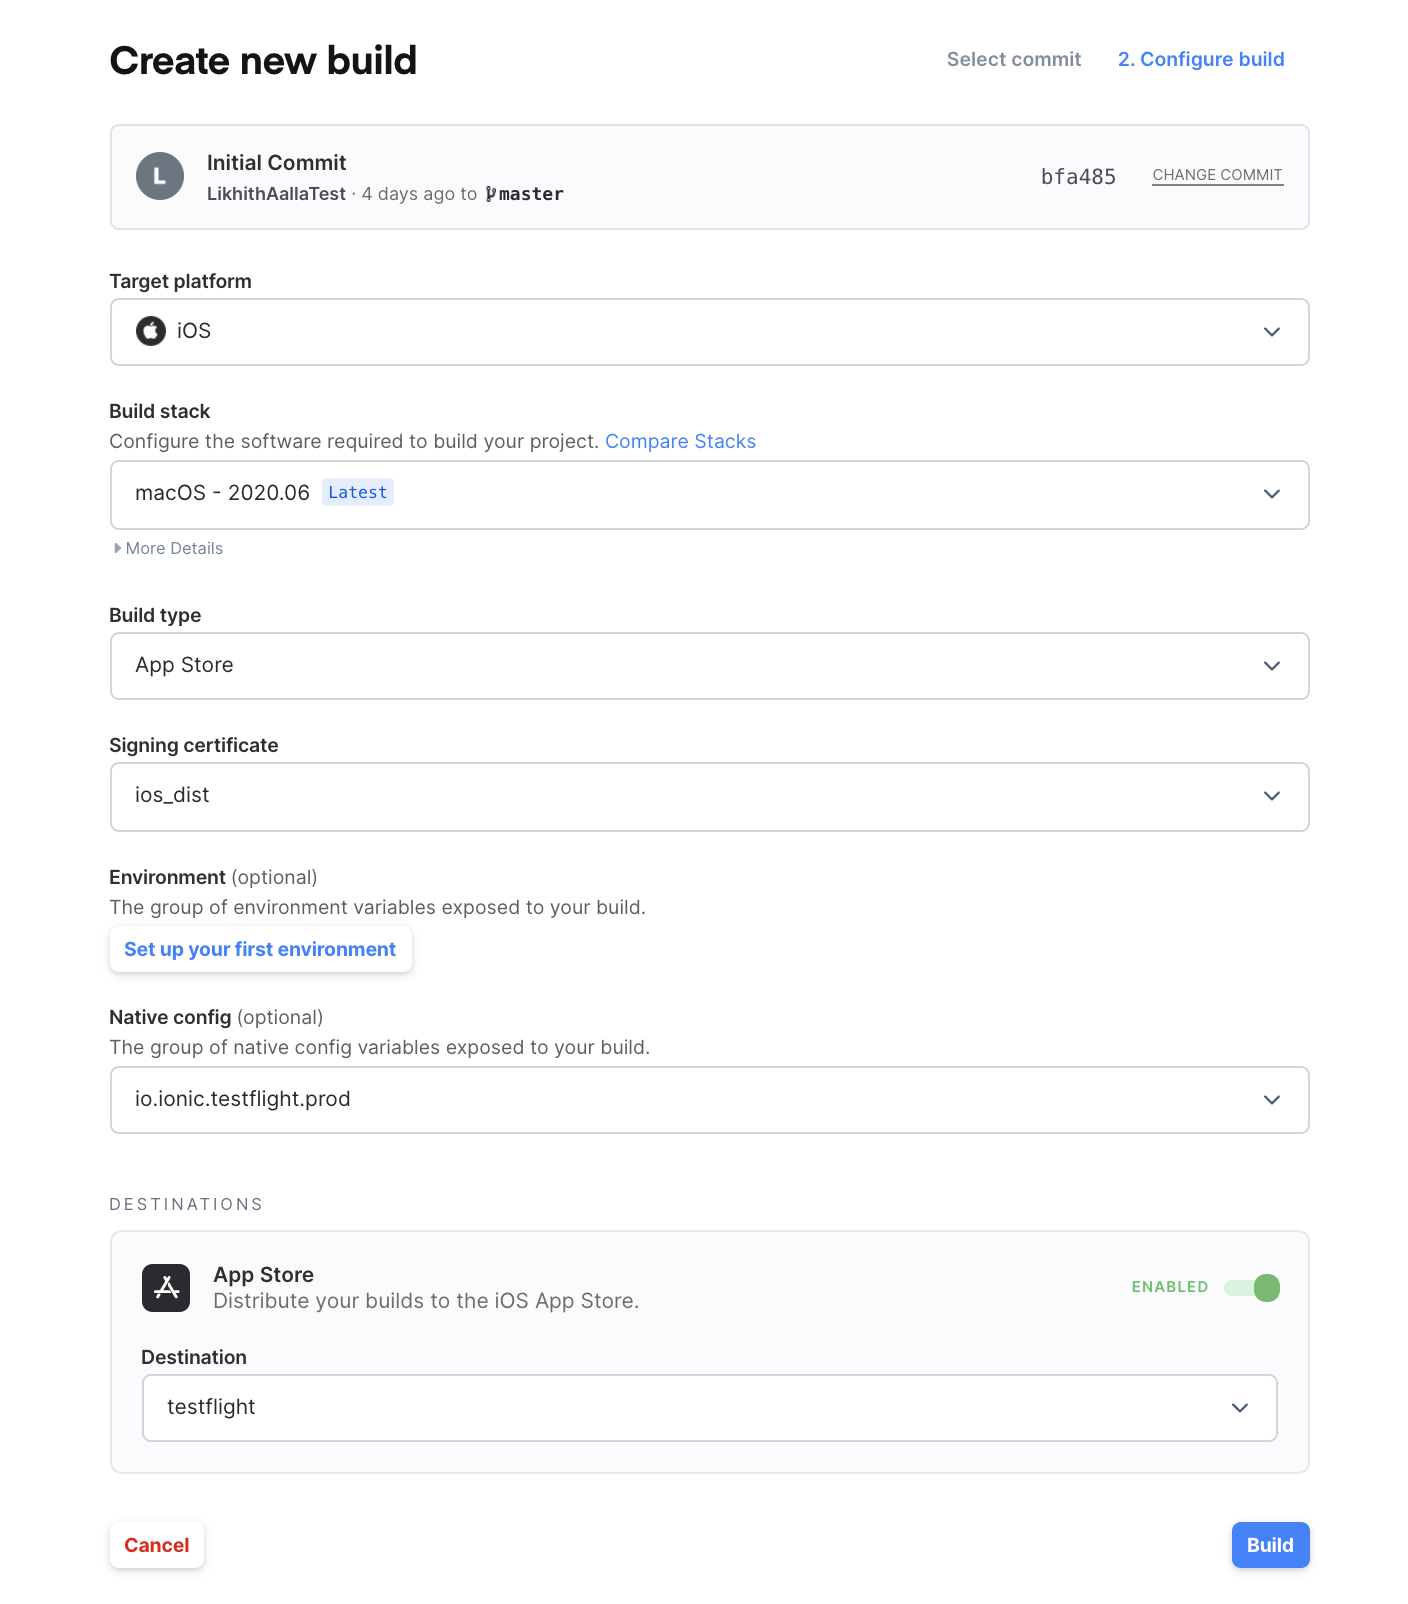 Create new build
Select commit 2. Configure build
L
Initial Commit
LikhithAallaTest · 4 days ago to master
bfa485 CHANGE COMMIT
Target platform
iOS
Build stack
Configure the software required to build your project. Compare Stacks
macOS - 2020.06 Latest
More Details
Build type
App Store
Signing certificate
ios_dist
Environment (optional)
The group of environment variables exposed to your build.
Set up your first environment
Native config (optional)
The group of native config variables exposed to your build.
io.ionic.testflight.prod
DESTINATIONS
App Store
Distribute your builds to the iOS App Store.
ENABLED
Destination
testflight
Cancel
Build